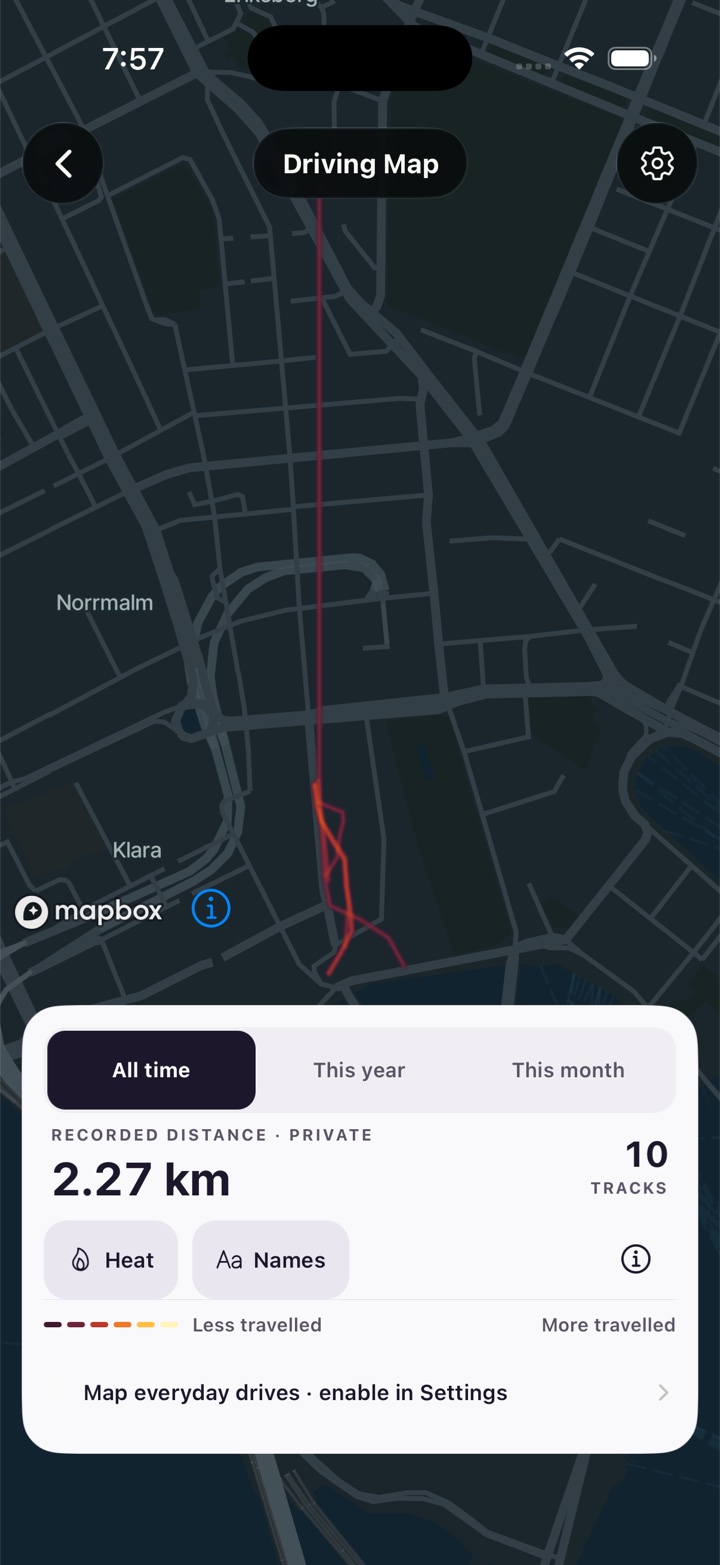 7:57
Driving Map
Norrmalm
Klara
mapbox
All time
This year
This month
RECORDED DISTANCE · PRIVATE
2.27 km
10
TRACKS
Heat
Aa Names
Less travelled
More travelled
Map everyday drives · enable in Settings